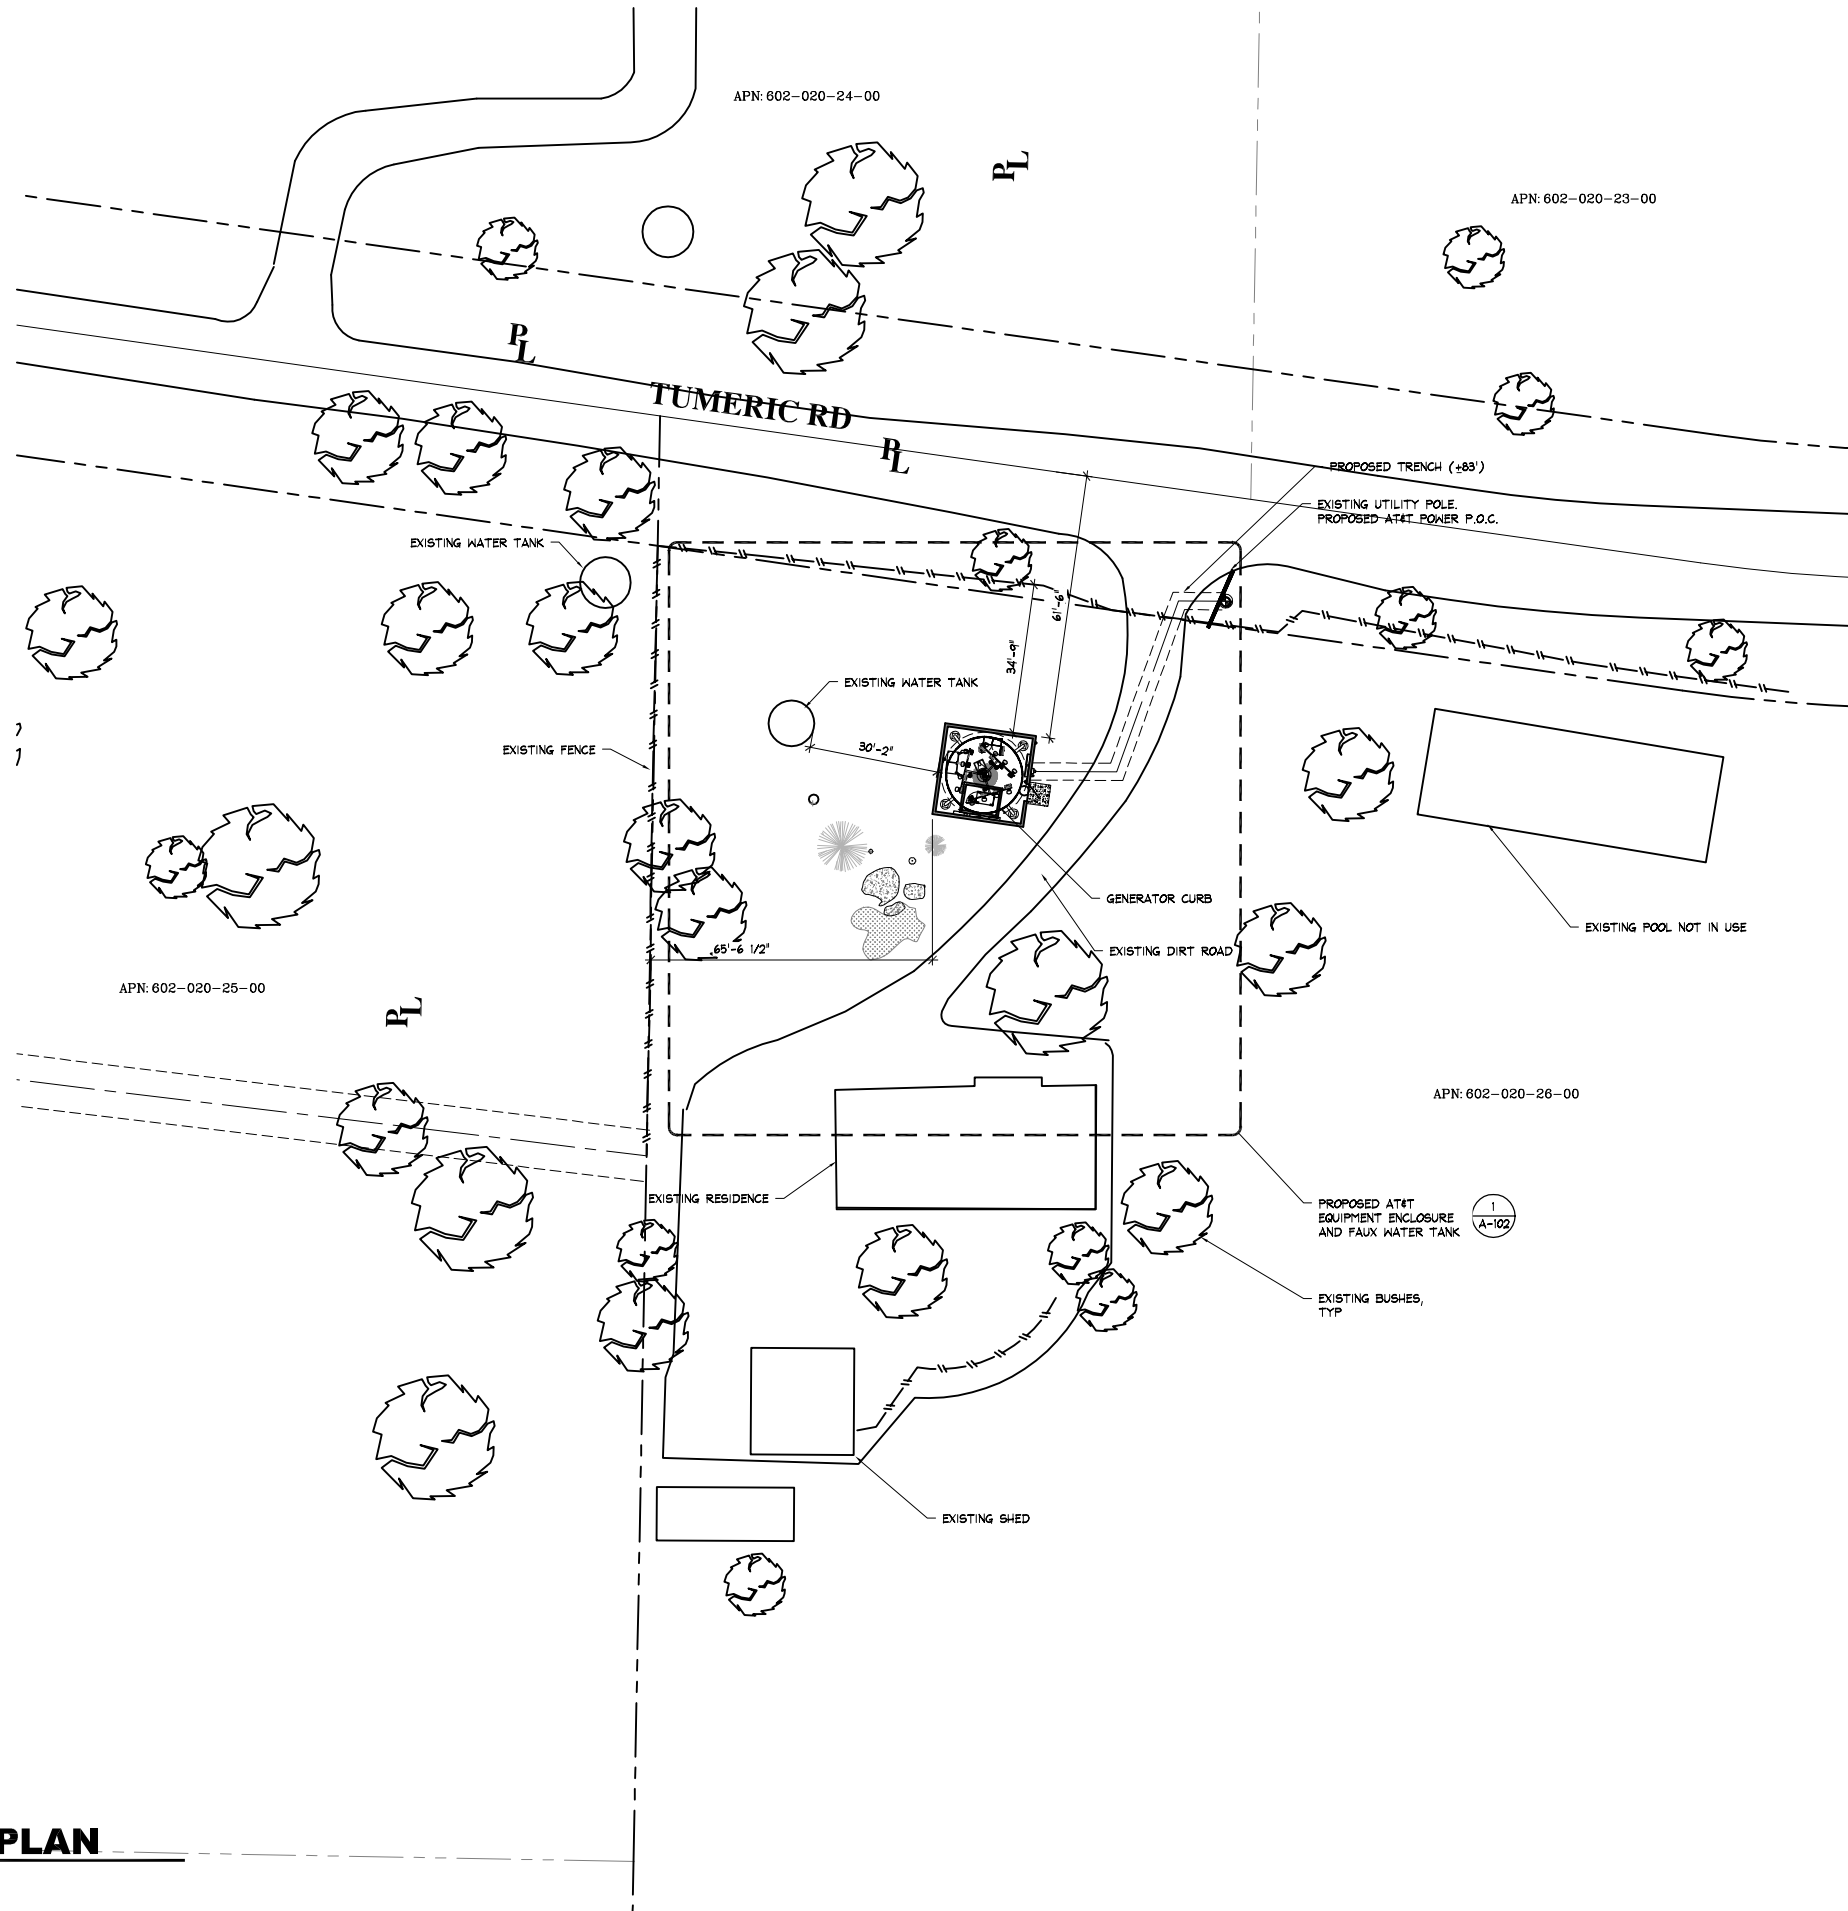 APN: 602-020-24-00
P
L
APN: 602-020-23-00
P
L
TUMERIC RD
P
L
PROPOSED TRENCH (±83')
EXISTING UTILITY POLE.
PROPOSED AT&T POWER P.O.C.
EXISTING WATER TANK
61'-6"
34'-9"
EXISTING WATER TANK
30'-2"
EXISTING FENCE
GENERATOR CURB
EXISTING POOL NOT IN USE
65'-6 1/2"
EXISTING DIRT ROAD
APN: 602-020-25-00
P
L
APN: 602-020-26-00
EXISTING RESIDENCE
PROPOSED AT&T
EQUIPMENT ENCLOSURE
AND FAUX WATER TANK
1
A-102
EXISTING BUSHES,
TYP
EXISTING SHED
PLAN